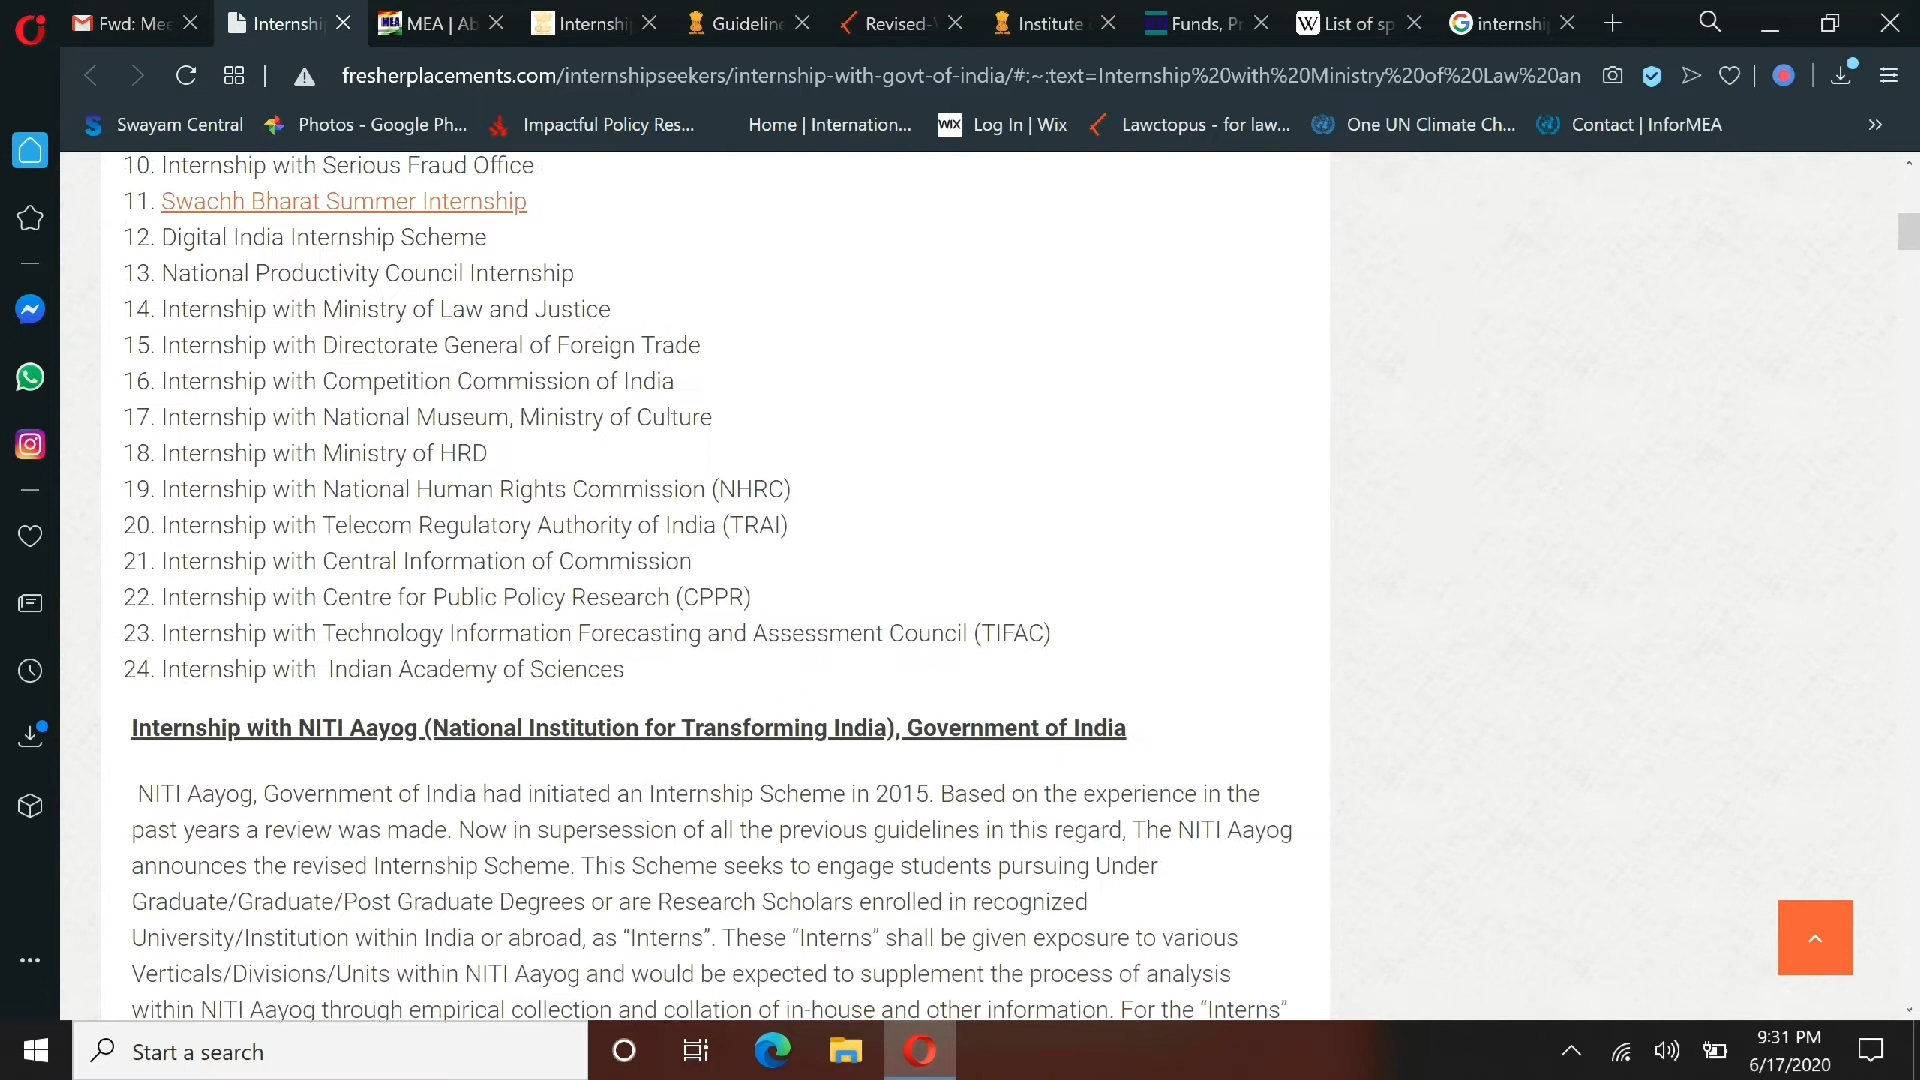 Fwd: Mee
Internshi
MEA | Ab
Internshi
Guideline
Revised-
Institute
Funds, Pr
List of sp
internshi
fresherplacements.com/internshipseekers/internship-with-govt-of-india/#:~:text=Internship%20with%20Ministry%20of%20Law%20an
Swayam Central
Photos - Google Ph...
Impactful Policy Res...
Home | Internation...
WIX Log In | Wix
Lawctopus - for law...
One UN Climate Ch...
Contact | InforMEA
10. Internship with Serious Fraud Office
11. Swachh Bharat Summer Internship
12. Digital India Internship Scheme
13. National Productivity Council Internship
14. Internship with Ministry of Law and Justice
15. Internship with Directorate General of Foreign Trade
16. Internship with Competition Commission of India
17. Internship with National Museum, Ministry of Culture
18. Internship with Ministry of HRD
19. Internship with National Human Rights Commission (NHRC)
20. Internship with Telecom Regulatory Authority of India (TRAI)
21. Internship with Central Information of Commission
22. Internship with Centre for Public Policy Research (CPPR)
23. Internship with Technology Information Forecasting and Assessment Council (TIFAC)
24. Internship with Indian Academy of Sciences
Internship with NITI Aayog (National Institution for Transforming India), Government of India
NITI Aayog, Government of India had initiated an Internship Scheme in 2015. Based on the experience in the
past years a review was made. Now in supersession of all the previous guidelines in this regard, The NITI Aayog
announces the revised Internship Scheme. This Scheme seeks to engage students pursuing Under
Graduate/Graduate/Post Graduate Degrees or are Research Scholars enrolled in recognized
University/Institution within India or abroad, as “Interns”. These “Interns” shall be given exposure to various
Verticals/Divisions/Units within NITI Aayog and would be expected to supplement the process of analysis
within NITI Aayog through empirical collection and collation of in-house and other information. For the “Interns”
Start a search
9:31 PM
6/17/2020